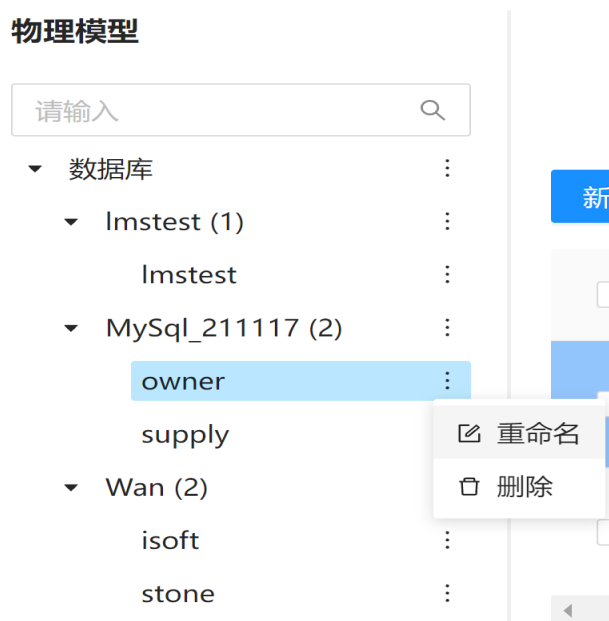 物理模型
请输入
数据库
lmstest (1)
新
lmstest
MySql_211117 (2)
owner
supply
重命名
Wan (2)
删除
isoft
stone